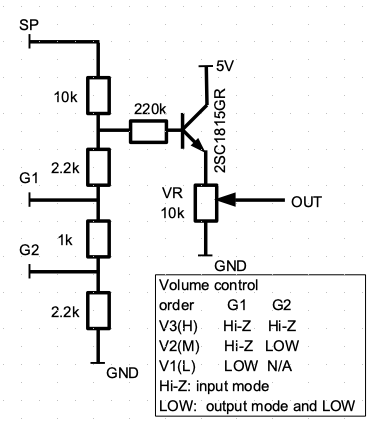 SP
5V
10k
220k
2SC1815GR
2.2k
G1
VR
10k
OUT
1k
G2
GND
2.2k
GND
Volume control
order G1 G2
V3(H) Hi-Z Hi-Z
V2(M) Hi-Z LOW
V1(L) LOW N/A
Hi-Z: input mode
LOW: output mode and LOW